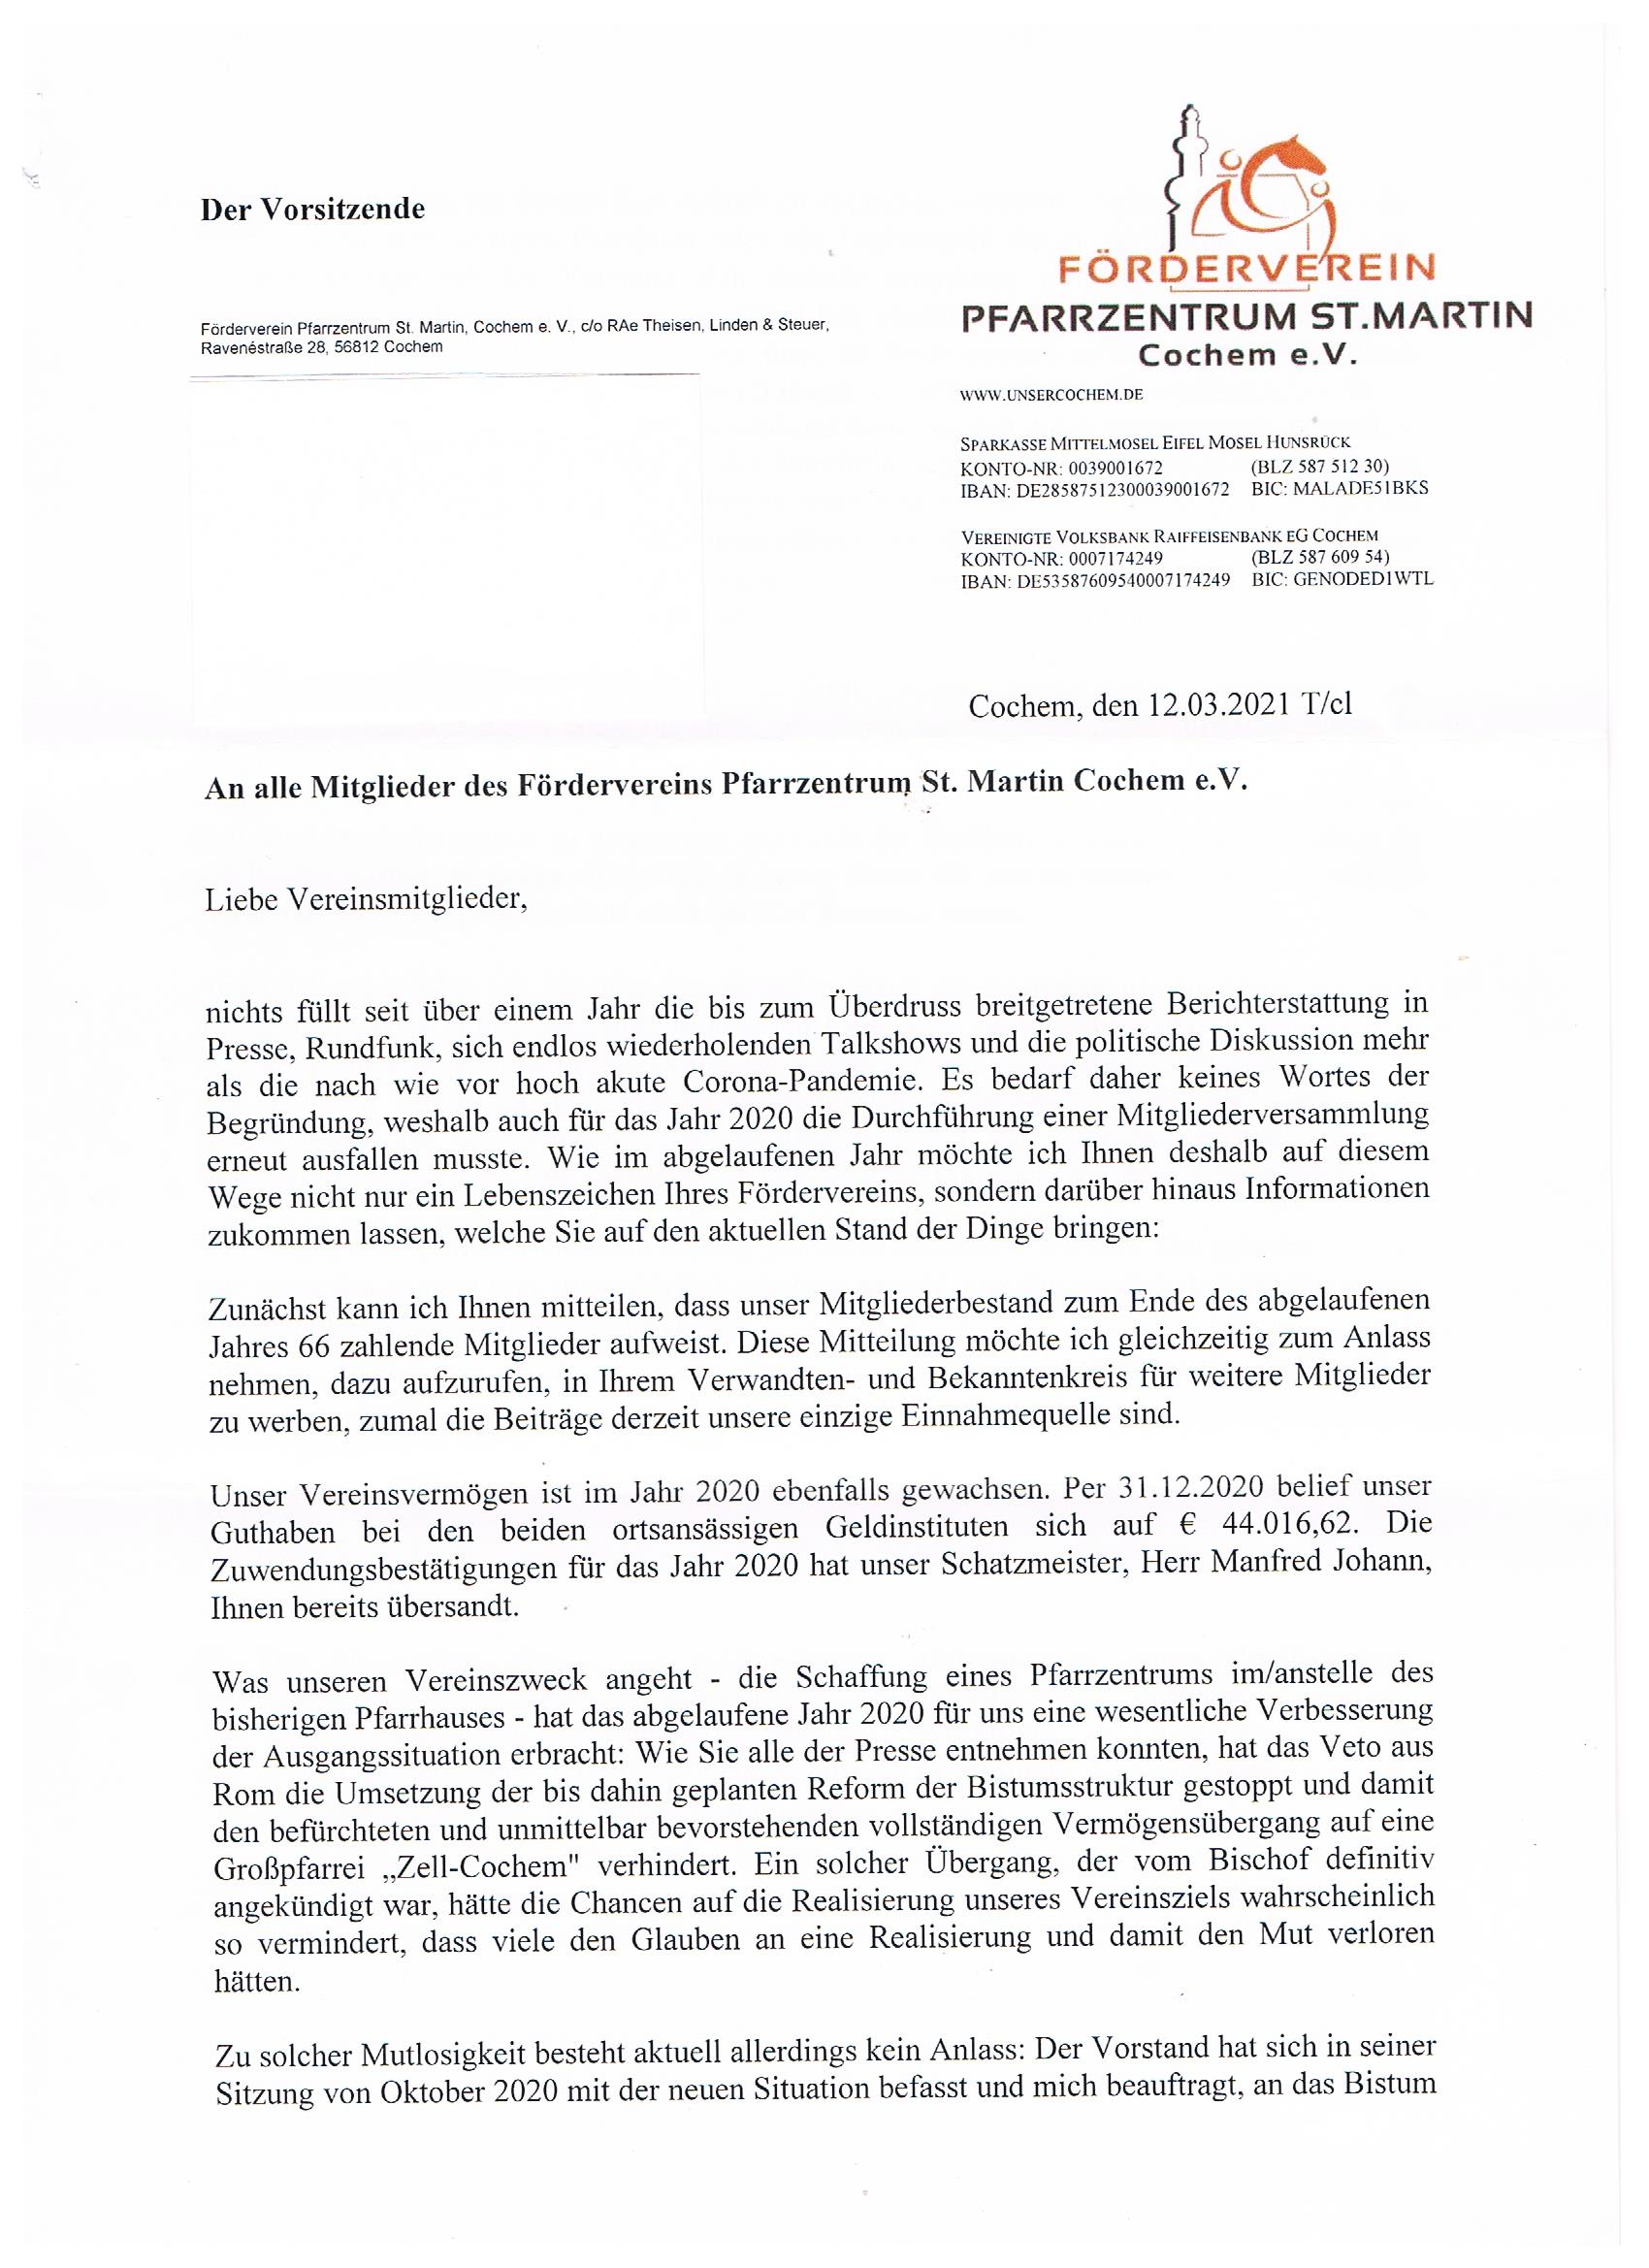 Der Vorsitzende
FÖRDERVEREIN
PFARRZENTRUM ST.MARTIN
Cochem e.V.
Förderverein Pfarrzentrum St. Martin, Cochem e. V., c/o RAe Theisen, Linden & Steuer,
Ravenéstraße 28, 56812 Cochem
WWW.UNSERCOCHEM.DE
SPARKASSE MITTELMOSEL EIFEL MOSEL HUNSRÜCK
KONTO-NR: 0039001672 (BLZ 587 512 30)
IBAN: DE28587512300039001672 BIC: MALADE51BKS
VEREINIGTE VOLKSBANK RAIFFEISENBANK EG COCHEM
KONTO-NR: 0007174249 (BLZ 587 609 54)
IBAN: DE53587609540007174249 BIC: GENODED1WTL
Cochem, den 12.03.2021 T/cl
An alle Mitglieder des Fördervereins Pfarrzentrum St. Martin Cochem e.V.
Liebe Vereinsmitglieder,
nichts füllt seit über einem Jahr die bis zum Überdruss breitgetretene Berichterstattung in
Presse, Rundfunk, sich endlos wiederholenden Talkshows und die politische Diskussion mehr
als die nach wie vor hoch akute Corona-Pandemie. Es bedarf daher keines Wortes der
Begründung, weshalb auch für das Jahr 2020 die Durchführung einer Mitgliederversammlung
erneut ausfallen musste. Wie im abgelaufenen Jahr möchte ich Ihnen deshalb auf diesem
Wege nicht nur ein Lebenszeichen Ihres Fördervereins, sondern darüber hinaus Informationen
zukommen lassen, welche Sie auf den aktuellen Stand der Dinge bringen:
Zunächst kann ich Ihnen mitteilen, dass unser Mitgliederbestand zum Ende des abgelaufenen
Jahres 66 zahlende Mitglieder aufweist. Diese Mitteilung möchte ich gleichzeitig zum Anlass
nehmen, dazu aufzurufen, in Ihrem Verwandten- und Bekanntenkreis für weitere Mitglieder
zu werben, zumal die Beiträge derzeit unsere einzige Einnahmequelle sind.
Unser Vereinsvermögen ist im Jahr 2020 ebenfalls gewachsen. Per 31.12.2020 belief unser
Guthaben bei den beiden ortsansässigen Geldinstituten sich auf € 44.016,62. Die
Zuwendungsbestätigungen für das Jahr 2020 hat unser Schatzmeister, Herr Manfred Johann,
Ihnen bereits übersandt.
Was unseren Vereinszweck angeht - die Schaffung eines Pfarrzentrums im/anstelle des
bisherigen Pfarrhauses - hat das abgelaufene Jahr 2020 für uns eine wesentliche Verbesserung
der Ausgangssituation erbracht: Wie Sie alle der Presse entnehmen konnten, hat das Veto aus
Rom die Umsetzung der bis dahin geplanten Reform der Bistumsstruktur gestoppt und damit
den befürchteten und unmittelbar bevorstehenden vollständigen Vermögensübergang auf eine
Großpfarrei „Zell-Cochem" verhindert. Ein solcher Übergang, der vom Bischof definitiv
angekündigt war, hätte die Chancen auf die Realisierung unseres Vereinsziels wahrscheinlich
so vermindert, dass viele den Glauben an eine Realisierung und damit den Mut verloren
hätten.
Zu solcher Mutlosigkeit besteht aktuell allerdings kein Anlass: Der Vorstand hat sich in seiner
Sitzung von Oktober 2020 mit der neuen Situation befasst und mich beauftragt, an das Bistum